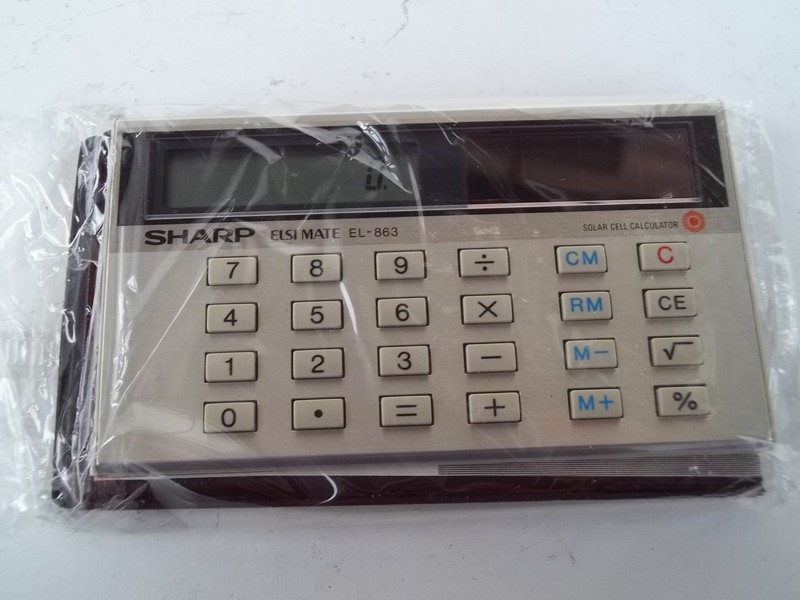 0.
SHARP ELSI MATE EL-863 SOLAR CELL CALCULATOR
7 8 9 ÷ CM C
4 5 6 × RM CE
1 2 3 − M− √
0 • = + M+ %